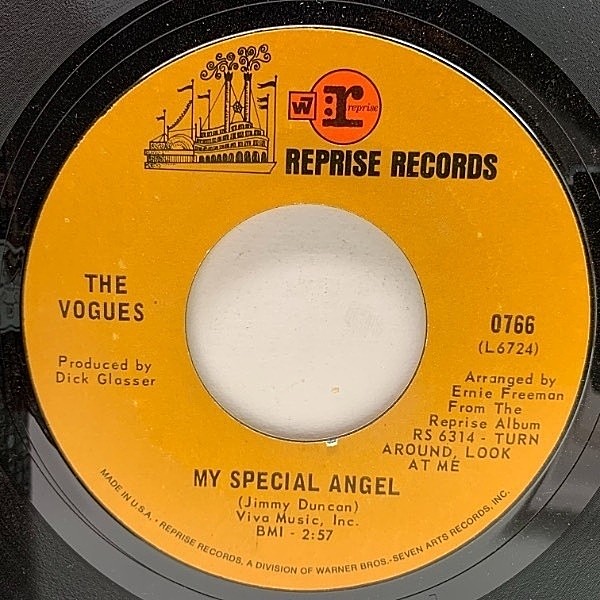 W7 r: reprise
REPRISE RECORDS
THE
VOGUES
Produced by
Dick Glasser
0766
(L6724)
Arranged by
Ernie Freeman
From The
Reprise Album
RS 6314 - TURN
AROUND, LOOK
AT ME
MY SPECIAL ANGEL
(Jimmy Duncan)
Viva Music, Inc.
BMI - 2:57
MADE IN U.S.A. • REPRISE RECORDS, A DIVISION OF WARNER BROS.-SEVEN ARTS RECORDS, INC.